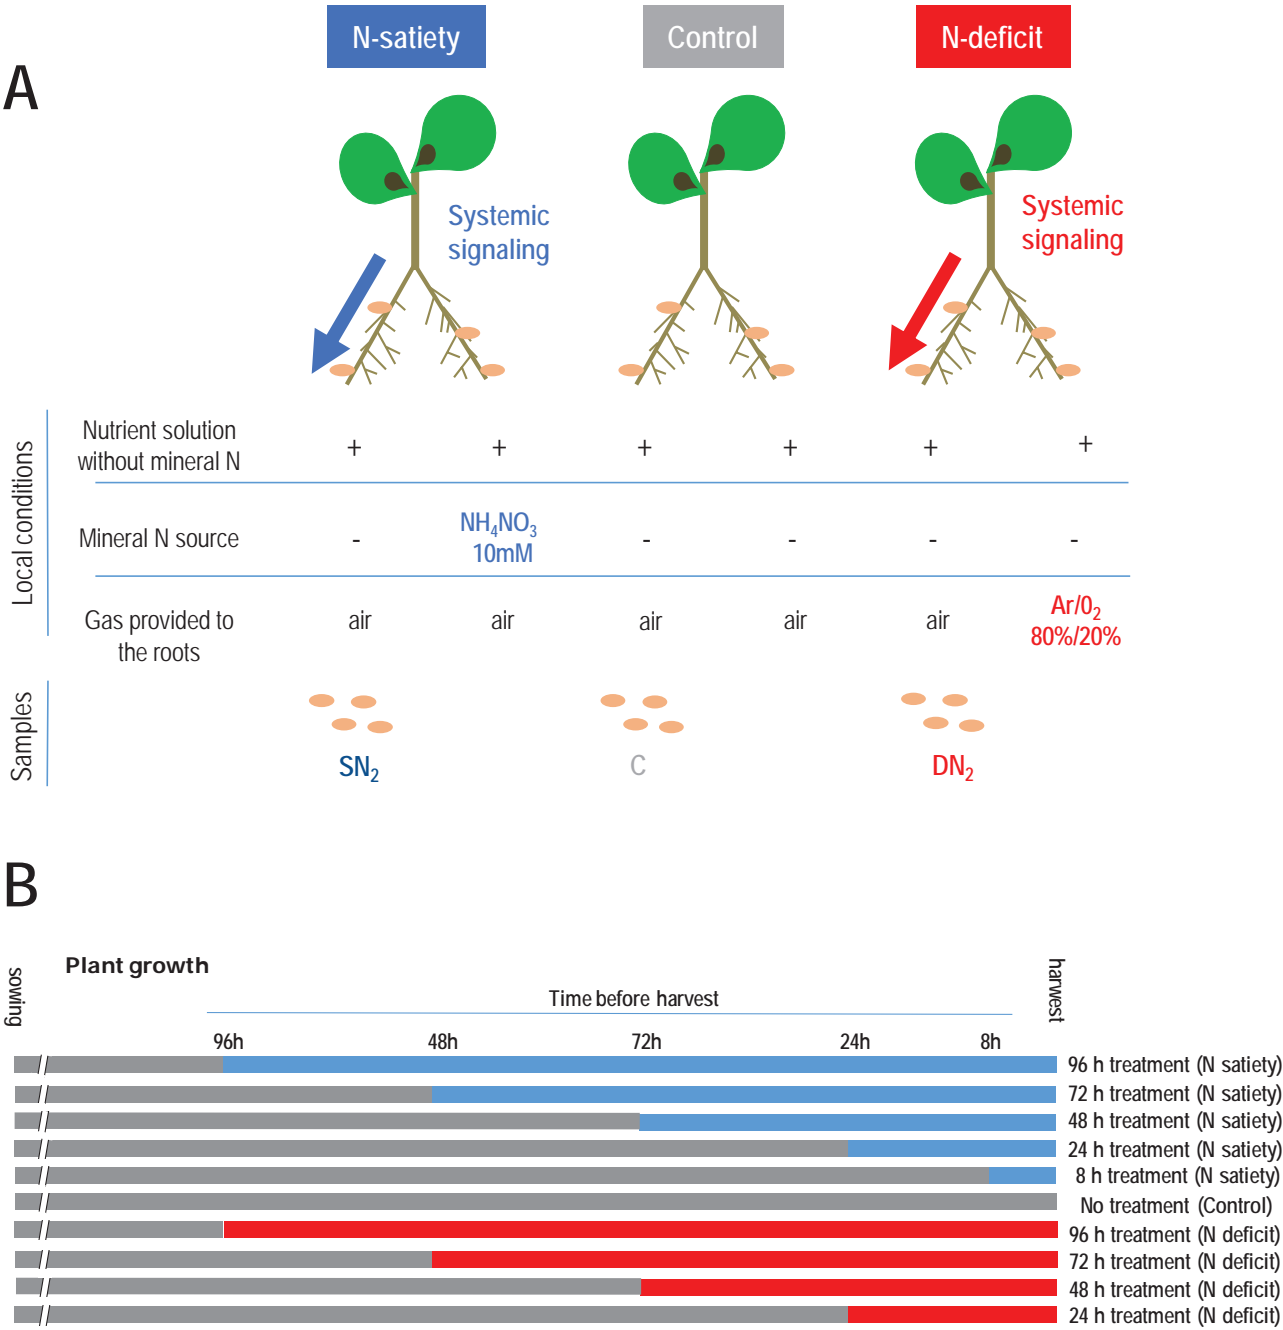 A
N-satiety
Control
N-deficit
Systemic
signaling
Systemic
signaling
Local conditions
Nutrient solution
without mineral N
+ + + + + +
Mineral N source
- NH₄NO₃ - - - -
10mM
Gas provided to
the roots
air air air air air Ar/0₂
80%/20%
Samples
SN₂ C DN₂
B
sowing
Plant growth
harvest
Time before harvest
96h 48h 72h 24h 8h
96 h treatment (N satiety)
72 h treatment (N satiety)
48 h treatment (N satiety)
24 h treatment (N satiety)
8 h treatment (N satiety)
No treatment (Control)
96 h treatment (N deficit)
72 h treatment (N deficit)
48 h treatment (N deficit)
24 h treatment (N deficit)